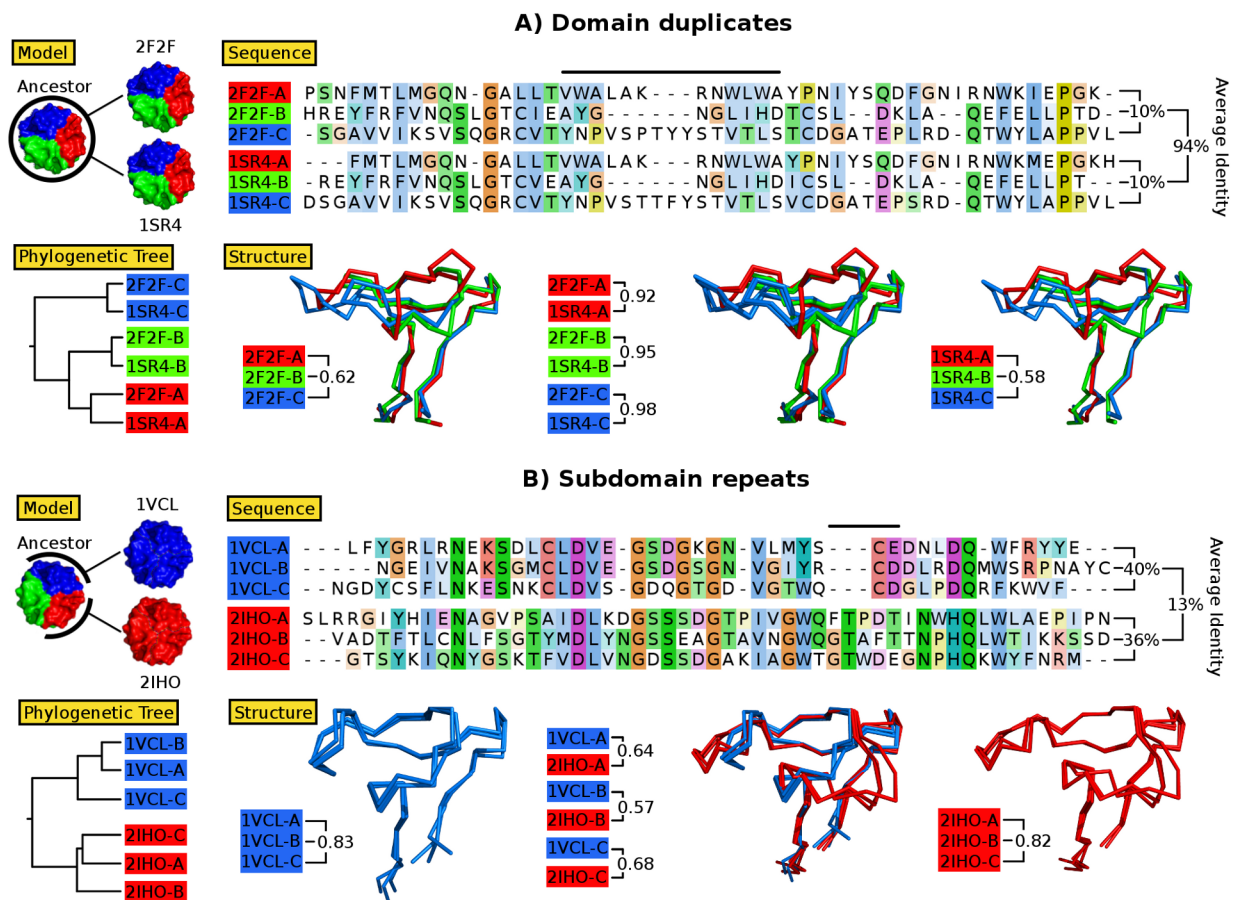 A) Domain duplicates
Model
2F2F
Ancestor
1SR4
Sequence
2F2F-A PSNFMTLMGQN-GALLTVWALAK---RNWLWAYPNIYSQDFGNIRNWKIEPGK-
2F2F-B HREYFRFVNQSLGTCIEAYG------NGLIHDTCSL-DKLA--QEFELLPTD-
2F2F-C -SGAVVIKSVSQGRCVTYNPVSPTYYSTVTLSTCDGATEPLRD-QTWYLAPPVL
10%
1SR4-A ---FMTLMGQN-GALLTVWALAK---RNWLWAYPNIYSQDFGNIRNWKMEPGKH
1SR4-B -REYFRFVNQSLGTCVEAYG------NGLIHDICSL-DKLA--QEFELLPT--
1SR4-C DSGAVVIKSVSQGRCVTYNPVSTTFYSTVTLSVCDGATEPSRD-QTWYLAPPVL
10%
94%
Average Identity
Phylogenetic Tree
2F2F-C
1SR4-C
2F2F-B
1SR4-B
2F2F-A
1SR4-A
Structure
2F2F-A
2F2F-B 0.62
2F2F-C
2F2F-A
0.92
1SR4-A
2F2F-B
0.95
1SR4-B
2F2F-C
0.98
1SR4-C
1SR4-A
1SR4-B 0.58
1SR4-C
B) Subdomain repeats
Model
1VCL
Ancestor
2IHO
Sequence
1VCL-A ---LFYGRLRNEKSDLCLDVE-GSDGKGN-VLMYS---CEDNLDQ-WFRYYE---
1VCL-B -----NGEIVNAKSGMCLDVE-GSDGSGN-VGIYR---CDDLRDQMWSRPNAYC
1VCL-C --NGDYCSFLNKESNKCLDVS-GDQGTGD-VGTWQ---CDGLPDQRFKWVF---
40%
2IHO-A SLRRGIYHIENAGVPSAIDLKDGSSSDGTPIVGWQFTPDTINWHQLWLAEPIPN
2IHO-B --VADTFTLCNLFSGTYMDLYNGSSEAGTAVNGWQGTAFTTNPHQLWTIKKSSD
2IHO-C ---GTSYKIQNYGSKTFVDLVNGDSSDGAKIAGWTGTWDEGNPHQKWYFNRM--
36%
13%
Average Identity
Phylogenetic Tree
1VCL-B
1VCL-A
1VCL-C
2IHO-C
2IHO-A
2IHO-B
Structure
1VCL-A
1VCL-B 0.83
1VCL-C
1VCL-A
0.64
2IHO-A
1VCL-B
0.57
2IHO-B
1VCL-C
0.68
2IHO-C
2IHO-A
2IHO-B 0.82
2IHO-C